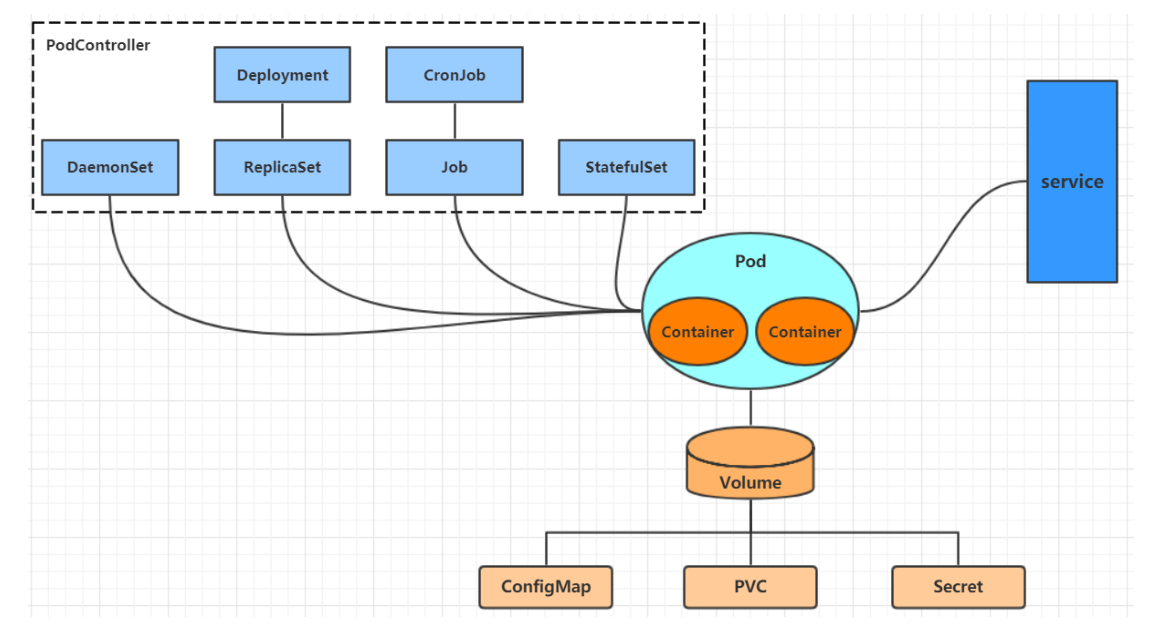 PodController
Deployment
CronJob
DaemonSet
ReplicaSet
Job
StatefulSet
service
Pod
Container
Container
Volume
ConfigMap
PVC
Secret